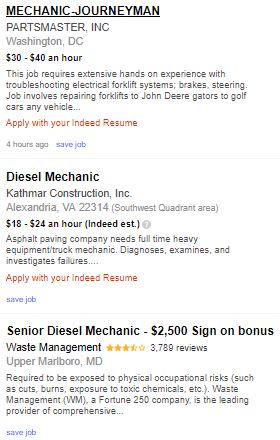 MECHANIC-JOURNEYMAN
PARTSMASTER, INC
Washington, DC
$30 - $40 an hour
This job requires extensive hands on experience with
troubleshooting electrical forklift systems; brakes, steering.
Job involves repairing forklifts to John Deere gators to golf
cars any vehicle...
Apply with your Indeed Resume
4 hours ago save job
Diesel Mechanic
Kathmar Construction, Inc.
Alexandria, VA 22314 (Southwest Quadrant area)
$18 - $24 an hour (Indeed est.) ?
Asphalt paving company needs full time heavy
equipment/truck mechanic. Diagnoses, examines, and
investigates failures....
Apply with your Indeed Resume
save job
Senior Diesel Mechanic - $2,500 Sign on bonus
Waste Management 3,789 reviews
Upper Marlboro, MD
Required to be exposed to physical occupational risks (such
as cuts, burns, exposure to toxic chemicals, etc.). Waste
Management (WM), a Fortune 250 company, is the leading
provider of comprehensive...
save job